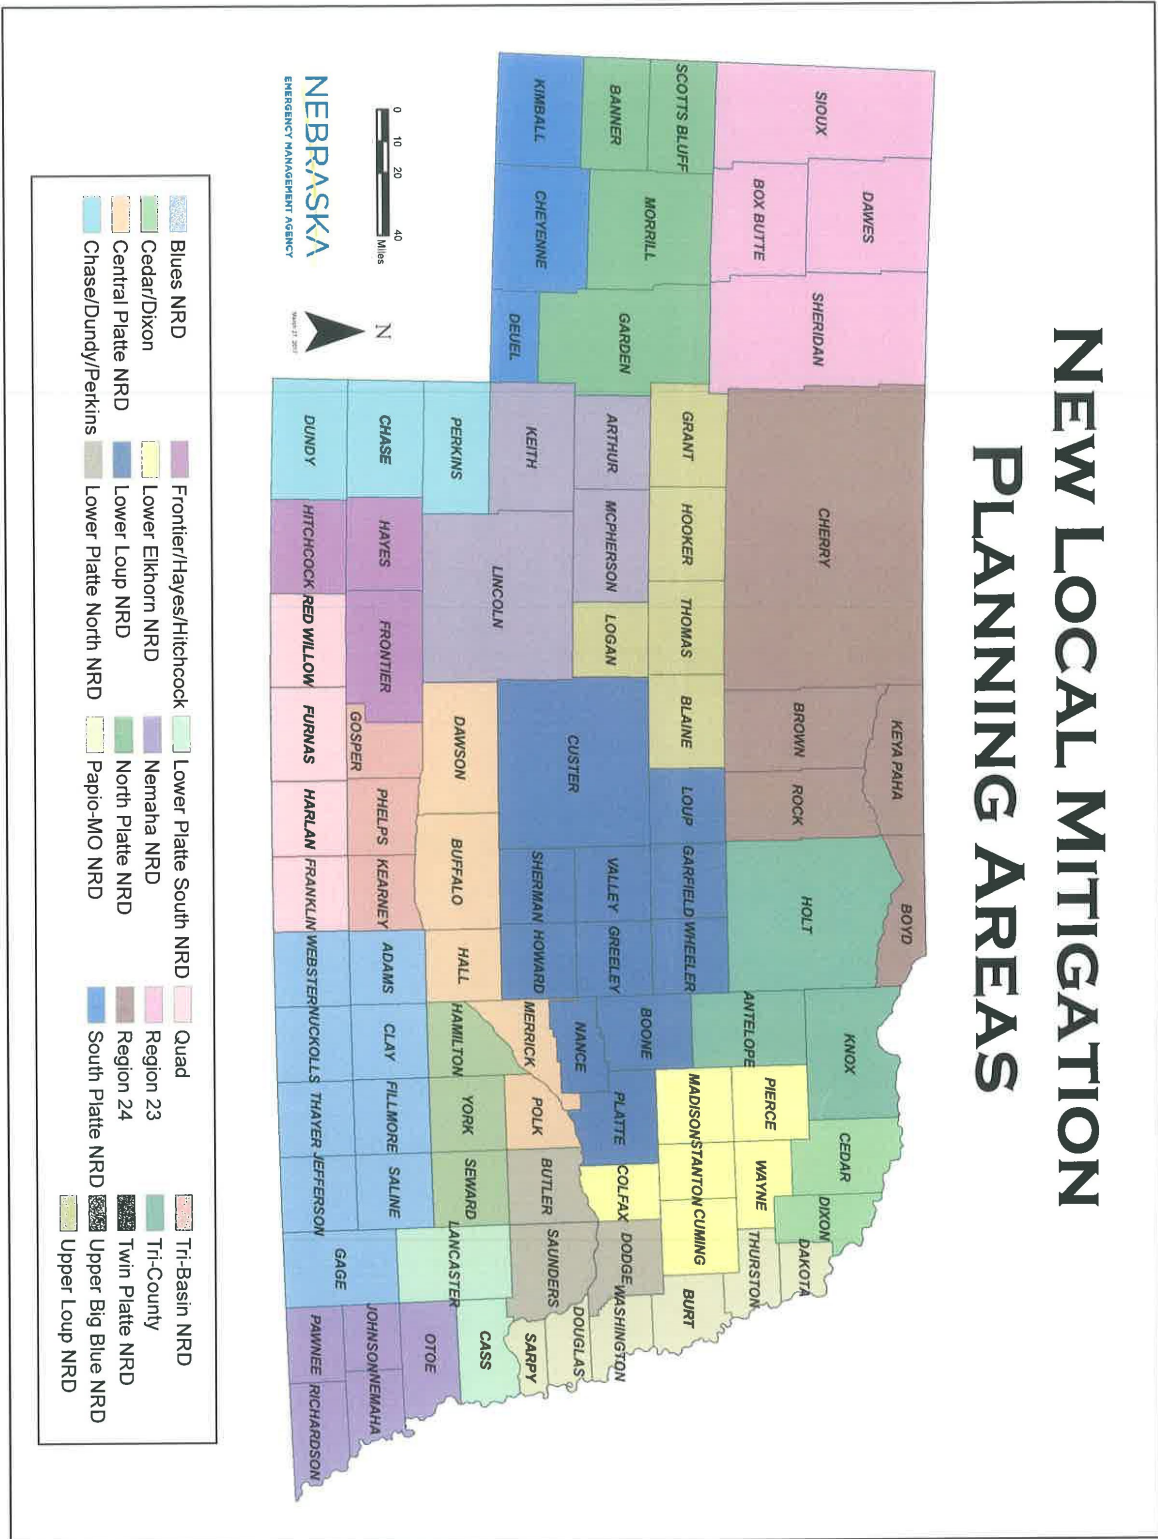 NEW LOCAL MITIGATION
PLANNING AREAS
SIOUX
DAWES
BOX BUTTE
SHERIDAN
SCOTTS BLUFF
BANNER
MORRILL
GARDEN
KIMBALL
CHEYENNE
DEUEL
CHERRY
KEYA PAHA
BOYD
BROWN
ROCK
HOLT
KNOX
CEDAR
DIXON
DAKOTA
ANTELOPE
PIERCE
WAYNE
THURSTON
GRANT
HOOKER
THOMAS
BLAINE
LOUP
GARFIELD
WHEELER
BOONE
MADISON
STANTON
CUMING
BURT
ARTHUR
MCPHERSON
LOGAN
CUSTER
VALLEY
GREELEY
NANCE
PLATTE
COLFAX
DODGE
WASHINGTON
KEITH
LINCOLN
SHERMAN
HOWARD
MERRICK
POLK
BUTLER
SAUNDERS
DOUGLAS
SARPY
PERKINS
DAWSON
BUFFALO
HALL
HAMILTON
YORK
SEWARD
LANCASTER
CASS
CHASE
HAYES
FRONTIER
GOSPER
PHELPS
KEARNEY
ADAMS
CLAY
FILLMORE
SALINE
GAGE
OTOE
JOHNSON
NEMAHA
DUNDY
HITCHCOCK
RED WILLOW
FURNAS
HARLAN
FRANKLIN
WEBSTER
NUCKOLLS
THAYER
JEFFERSON
PAWNEE
RICHARDSON
0 10 20 40
Miles
N
March 27, 2017
NEBRASKA
EMERGENCY MANAGEMENT AGENCY
Blues NRD
Cedar/Dixon
Central Platte NRD
Chase/Dundy/Perkins
Frontier/Hayes/Hitchcock
Lower Elkhorn NRD
Lower Loup NRD
Lower Platte North NRD
Lower Platte South NRD
Nemaha NRD
North Platte NRD
Papio-MO NRD
Quad
Region 23
Region 24
South Platte NRD
Tri-Basin NRD
Tri-County
Twin Platte NRD
Upper Big Blue NRD
Upper Loup NRD